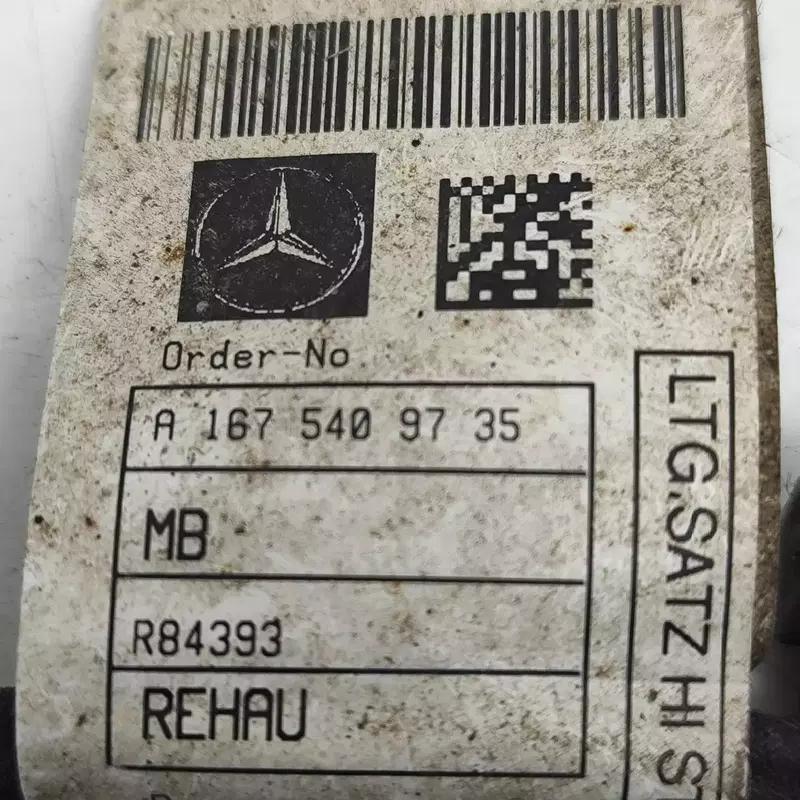 Order-No
A 167 540 97 35
MB
R84393
REHAU
LTG.SATZ HI